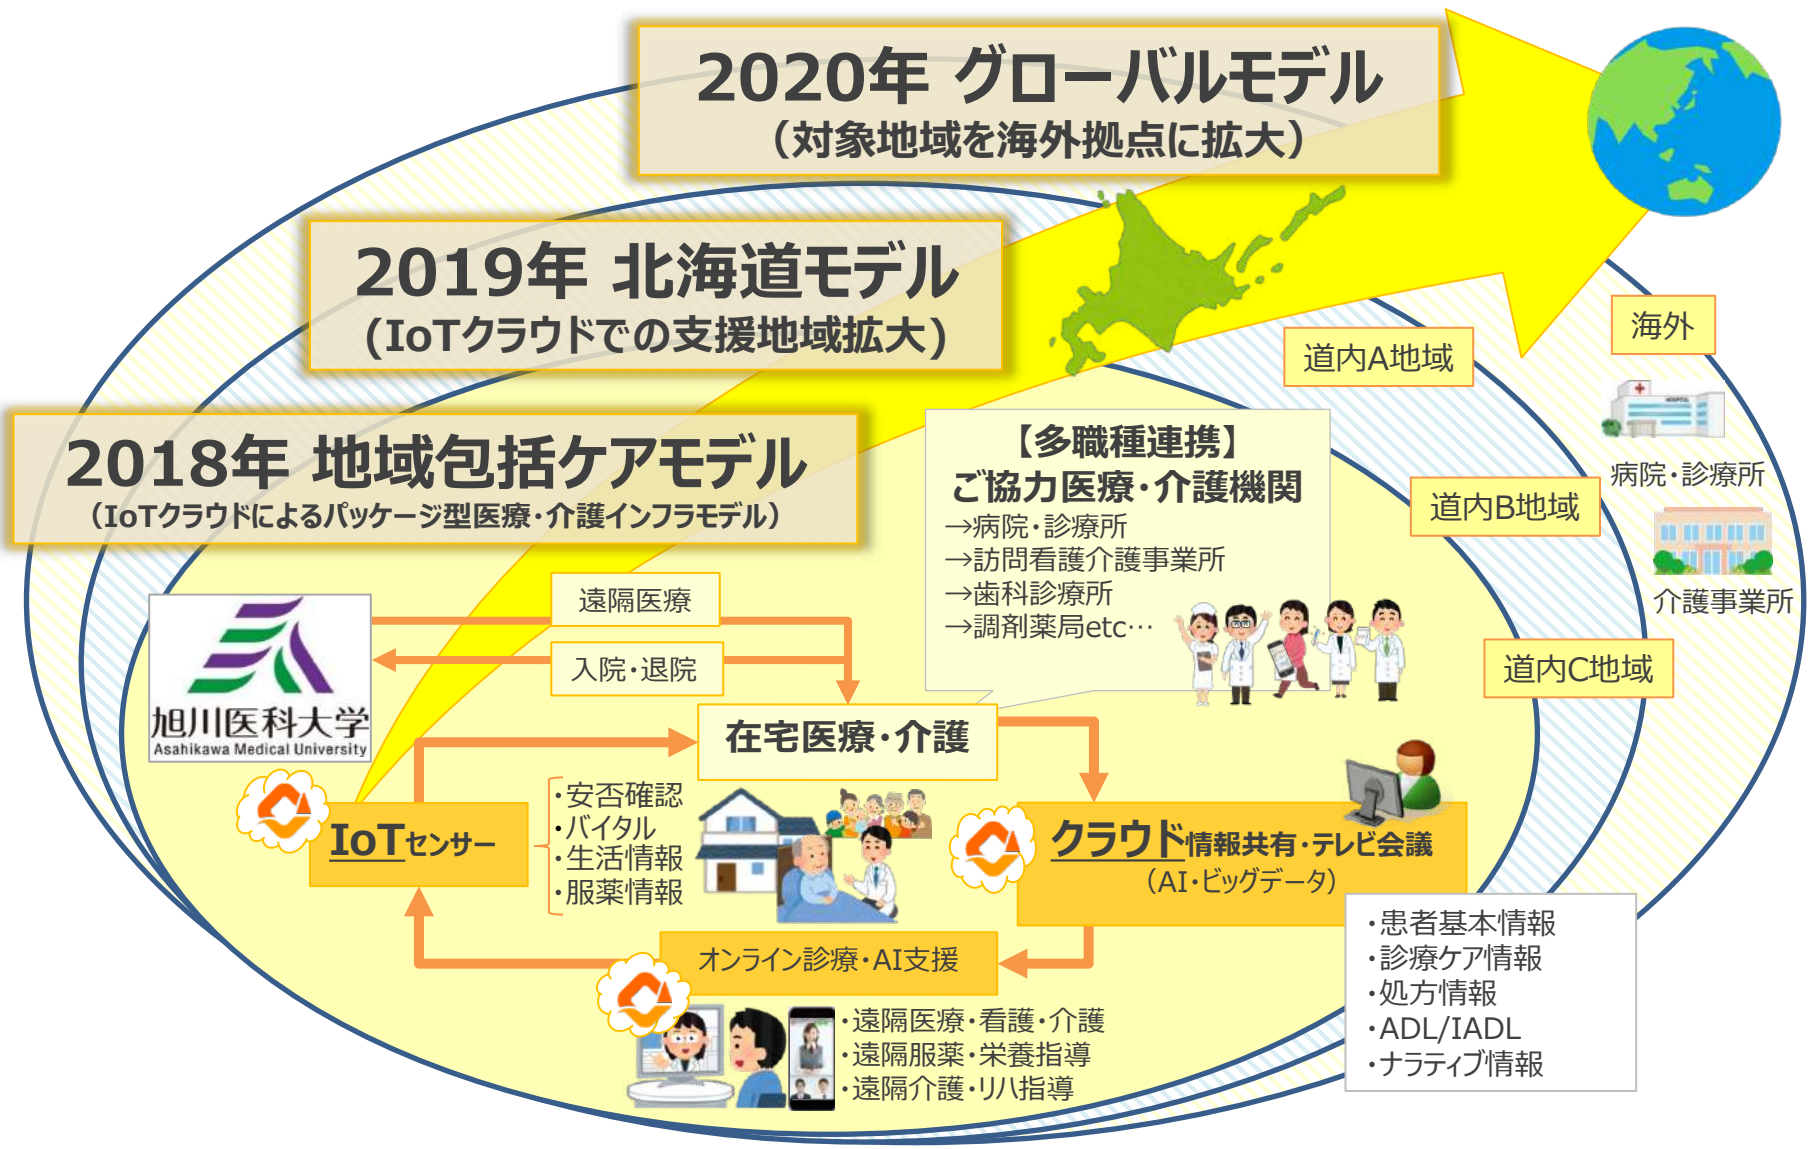 2020年 グローバルモデル
（対象地域を海外拠点に拡大）
2019年 北海道モデル
(IoTクラウドでの支援地域拡大)
2018年 地域包括ケアモデル
（IoTクラウドによるパッケージ型医療・介護インフラモデル）
海外
道内A地域
病院・診療所
道内B地域
介護事業所
道内C地域
【多職種連携】
ご協力医療・介護機関
→病院・診療所
→訪問看護介護事業所
→歯科診療所
→調剤薬局etc…
遠隔医療
入院・退院
旭川医科大学
Asahikawa Medical University
在宅医療・介護
IoTセンサー
・安否確認
・バイタル
・生活情報
・服薬情報
クラウド情報共有・テレビ会議
（AI・ビッグデータ）
・患者基本情報
・診療ケア情報
・処方情報
・ADL/IADL
・ナラティブ情報
オンライン診療・AI支援
・遠隔医療・看護・介護
・遠隔服薬・栄養指導
・遠隔介護・リハ指導
HOSPITAL